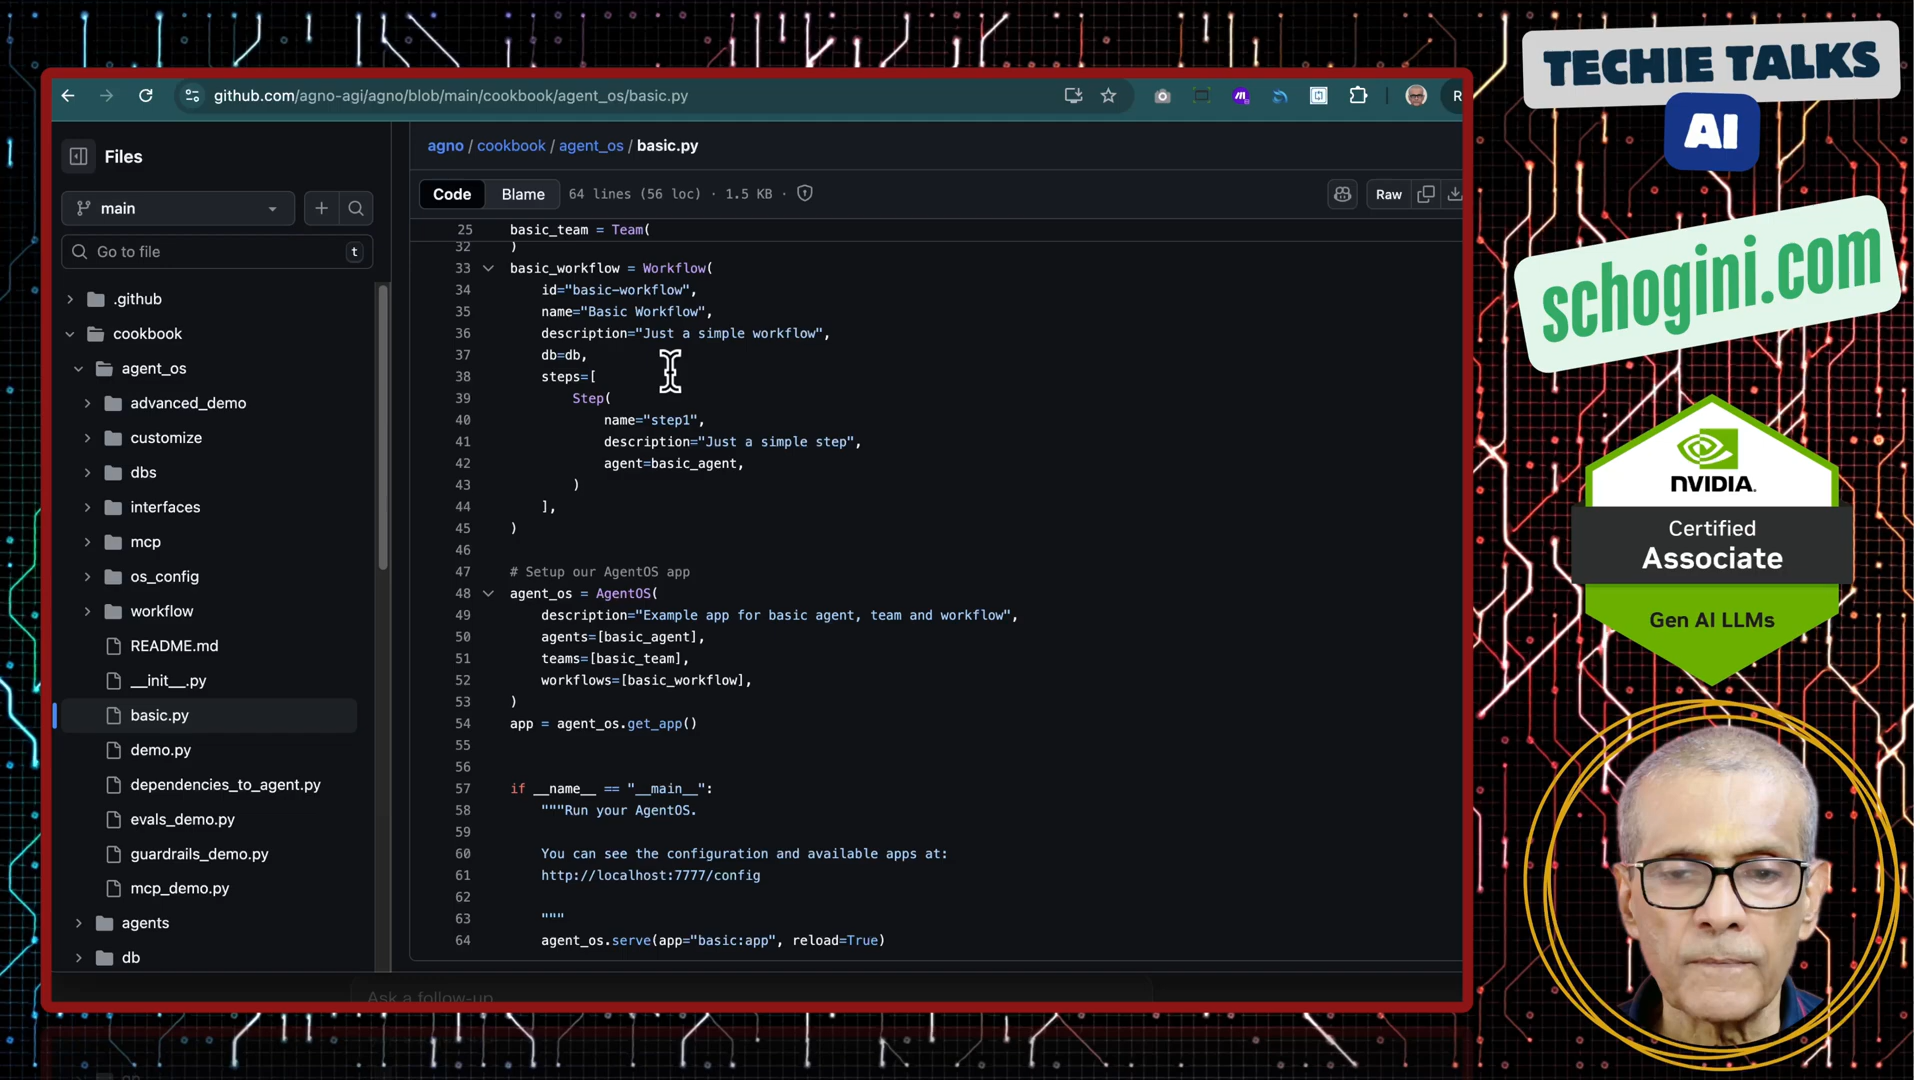 TECHIE TALKS
AI
schogini.com
NVIDIA.
Certified
Associate
Gen AI LLMs
github.com/agno-agi/agno/blob/main/cookbook/agent_os/basic.py
R
Files
main
Go to file
t
.github
cookbook
agent_os
advanced_demo
customize
dbs
interfaces
mcp
os_config
workflow
README.md
__init__.py
basic.py
demo.py
dependencies_to_agent.py
evals_demo.py
guardrails_demo.py
mcp_demo.py
agents
db
agno / cookbook / agent_os / basic.py
Code Blame 64 lines (56 loc) · 1.5 KB · Raw
25 basic_team = Team(
32 )
33 basic_workflow = Workflow(
34 id="basic-workflow",
35 name="Basic Workflow",
36 description="Just a simple workflow",
37 db=db,
38 steps=[
39 Step(
40 name="step1",
41 description="Just a simple step",
42 agent=basic_agent,
43 )
44 ],
45 )
46
47 # Setup our AgentOS app
48 agent_os = AgentOS(
49 description="Example app for basic agent, team and workflow",
50 agents=[basic_agent],
51 teams=[basic_team],
52 workflows=[basic_workflow],
53 )
54 app = agent_os.get_app()
55
56
57 if __name__ == "__main__":
58 """Run your AgentOS.
59
60 You can see the configuration and available apps at:
61 http://localhost:7777/config
62
63 """
64 agent_os.serve(app="basic:app", reload=True)
Ask a follow-up